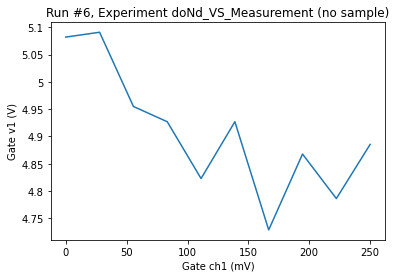 Run #6, Experiment doNd_VS_Measurement (no sample)
5.1
5.05
5
4.95
4.9
4.85
4.8
4.75
Gate v1 (V)
0 50 100 150 200 250
Gate ch1 (mV)